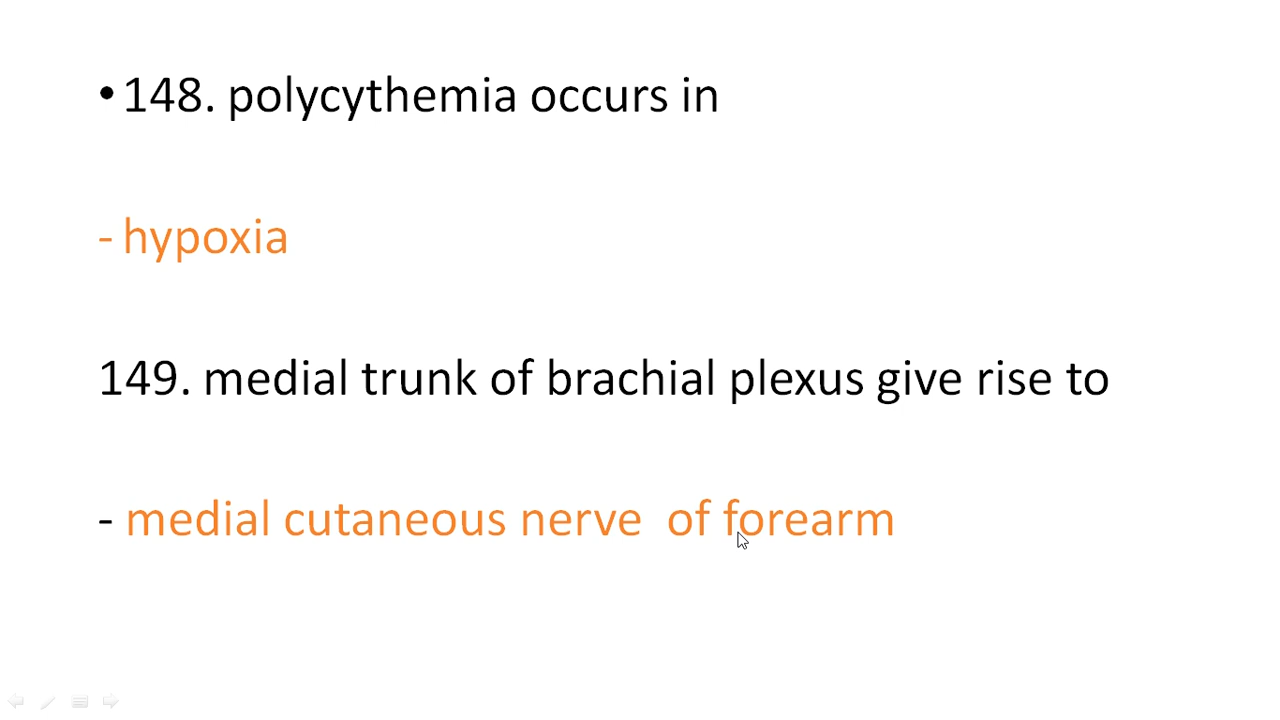 • 148. polycythemia occurs in
- hypoxia
149. medial trunk of brachial plexus give rise to
- medial cutaneous nerve  of forearm